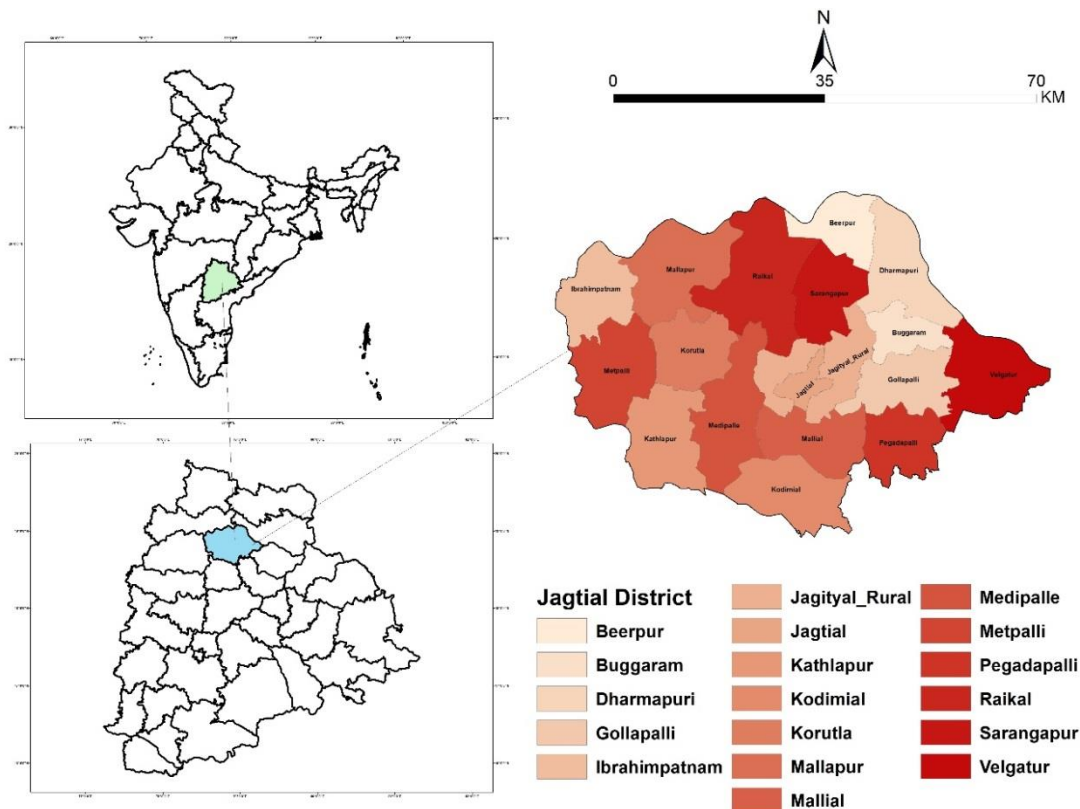 N
0 35 70
KM
Beerpur
Dharmapuri
Mallapur
Raikal
Ibrahimpatnam
Sarangapur
Buggaram
Korutla
Jagityal_Rural
Metpalli
Velgatur
Jagtial
Gollapalli
Kathlapur
Medipalle
Mallial
Pegadapalli
Kodimial
Jagtial District
Beerpur
Buggaram
Dharmapuri
Gollapalli
Ibrahimpatnam
Jagityal_Rural
Jagtial
Kathlapur
Kodimial
Korutla
Mallapur
Mallial
Medipalle
Metpalli
Pegadapalli
Raikal
Sarangapur
Velgatur